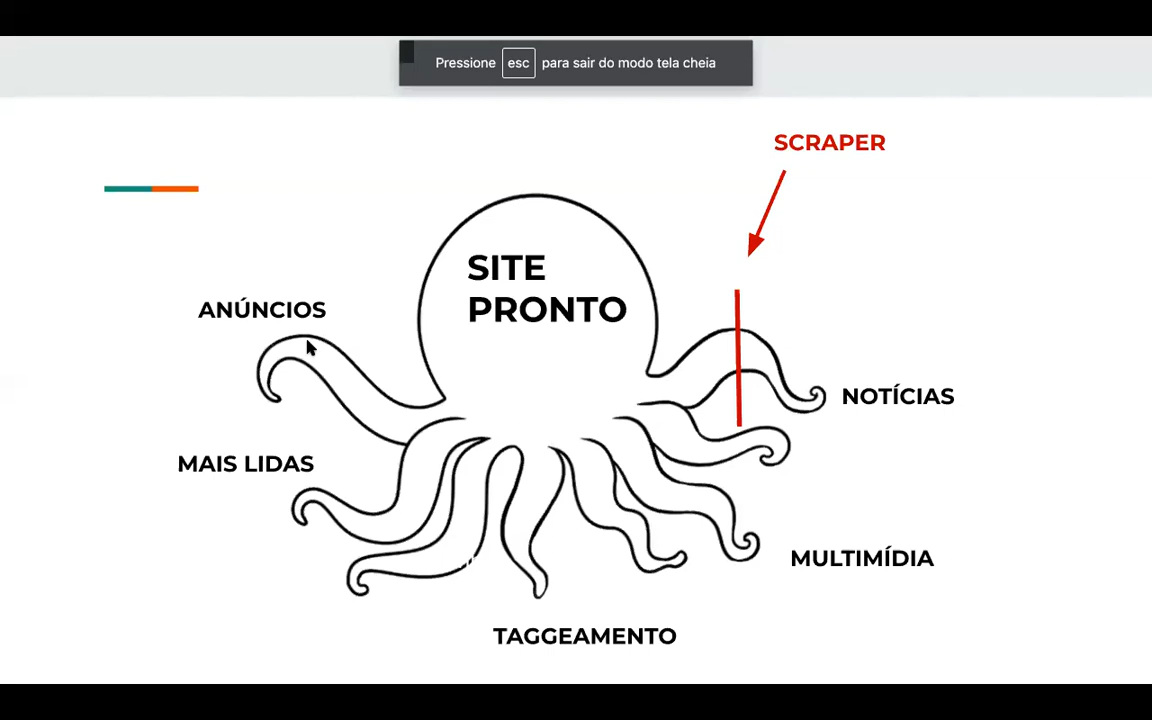 Pressione esc para sair do modo tela cheia
SCRAPER
SITE
PRONTO
ANÚNCIOS
NOTÍCIAS
MAIS LIDAS
MULTIMÍDIA
TAGGEAMENTO